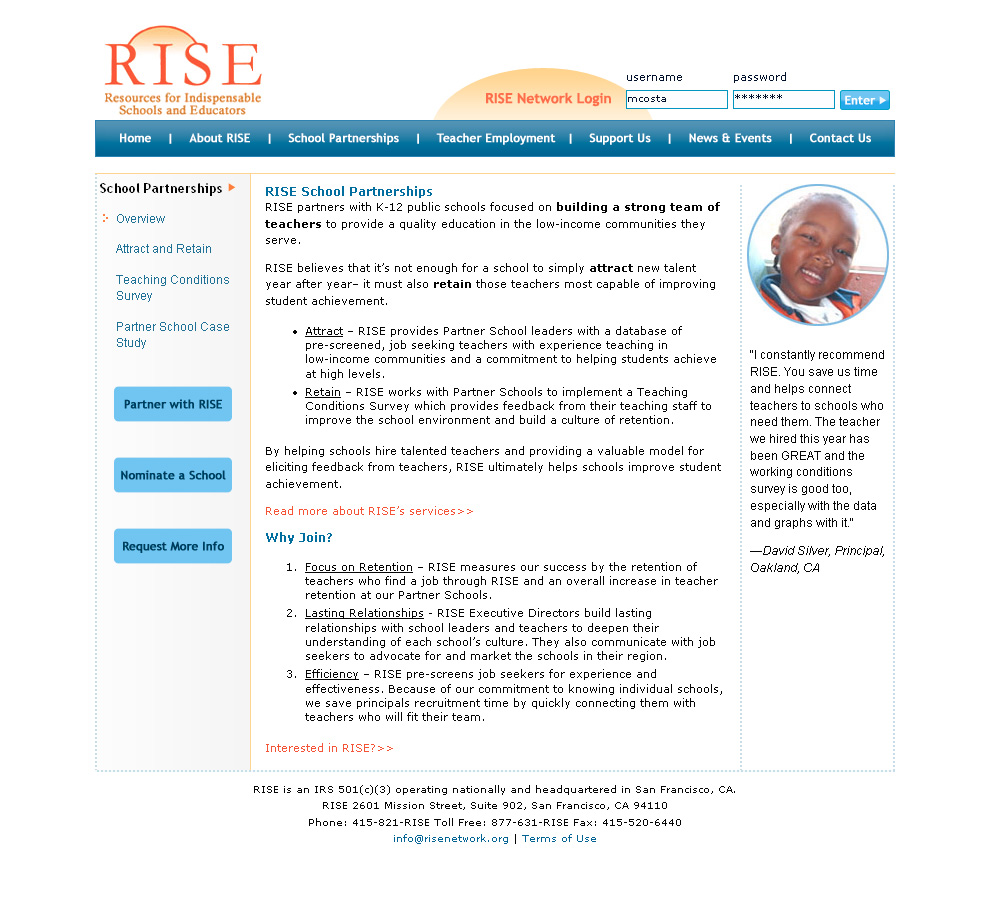 RISE
Resources for Indispensable
Schools and Educators
username password
RISE Network Login mcosta ******* Enter
Home | About RISE | School Partnerships | Teacher Employment | Support Us | News & Events | Contact Us
School Partnerships
Overview
Attract and Retain
Teaching Conditions
Survey
Partner School Case
Study
Partner with RISE
Nominate a School
Request More Info
RISE School Partnerships
RISE partners with K-12 public schools focused on building a strong team of
teachers to provide a quality education in the low-income communities they
serve.
RISE believes that it’s not enough for a school to simply attract new talent
year after year– it must also retain those teachers most capable of improving
student achievement.
• Attract – RISE provides Partner School leaders with a database of
pre-screened, job seeking teachers with experience teaching in
low-income communities and a commitment to helping students achieve
at high levels.
• Retain – RISE works with Partner Schools to implement a Teaching
Conditions Survey which provides feedback from their teaching staff to
improve the school environment and build a culture of retention.
By helping schools hire talented teachers and providing a valuable model for
eliciting feedback from teachers, RISE ultimately helps schools improve student
achievement.
Read more about RISE’s services>>
Why Join?
1. Focus on Retention – RISE measures our success by the retention of
teachers who find a job through RISE and an overall increase in teacher
retention at our Partner Schools.
2. Lasting Relationships - RISE Executive Directors build lasting
relationships with school leaders and teachers to deepen their
understanding of each school’s culture. They also communicate with job
seekers to advocate for and market the schools in their region.
3. Efficiency – RISE pre-screens job seekers for experience and
effectiveness. Because of our commitment to knowing individual schools,
we save principals recruitment time by quickly connecting them with
teachers who will fit their team.
Interested in RISE?>>
"I constantly recommend
RISE. You save us time
and helps connect
teachers to schools who
need them. The teacher
we hired this year has
been GREAT and the
working conditions
survey is good too,
especially with the data
and graphs with it."
—David Silver, Principal,
Oakland, CA
RISE is an IRS 501(c)(3) operating nationally and headquartered in San Francisco, CA.
RISE 2601 Mission Street, Suite 902, San Francisco, CA 94110
Phone: 415-821-RISE Toll Free: 877-631-RISE Fax: 415-520-6440
info@risenetwork.org | Terms of Use